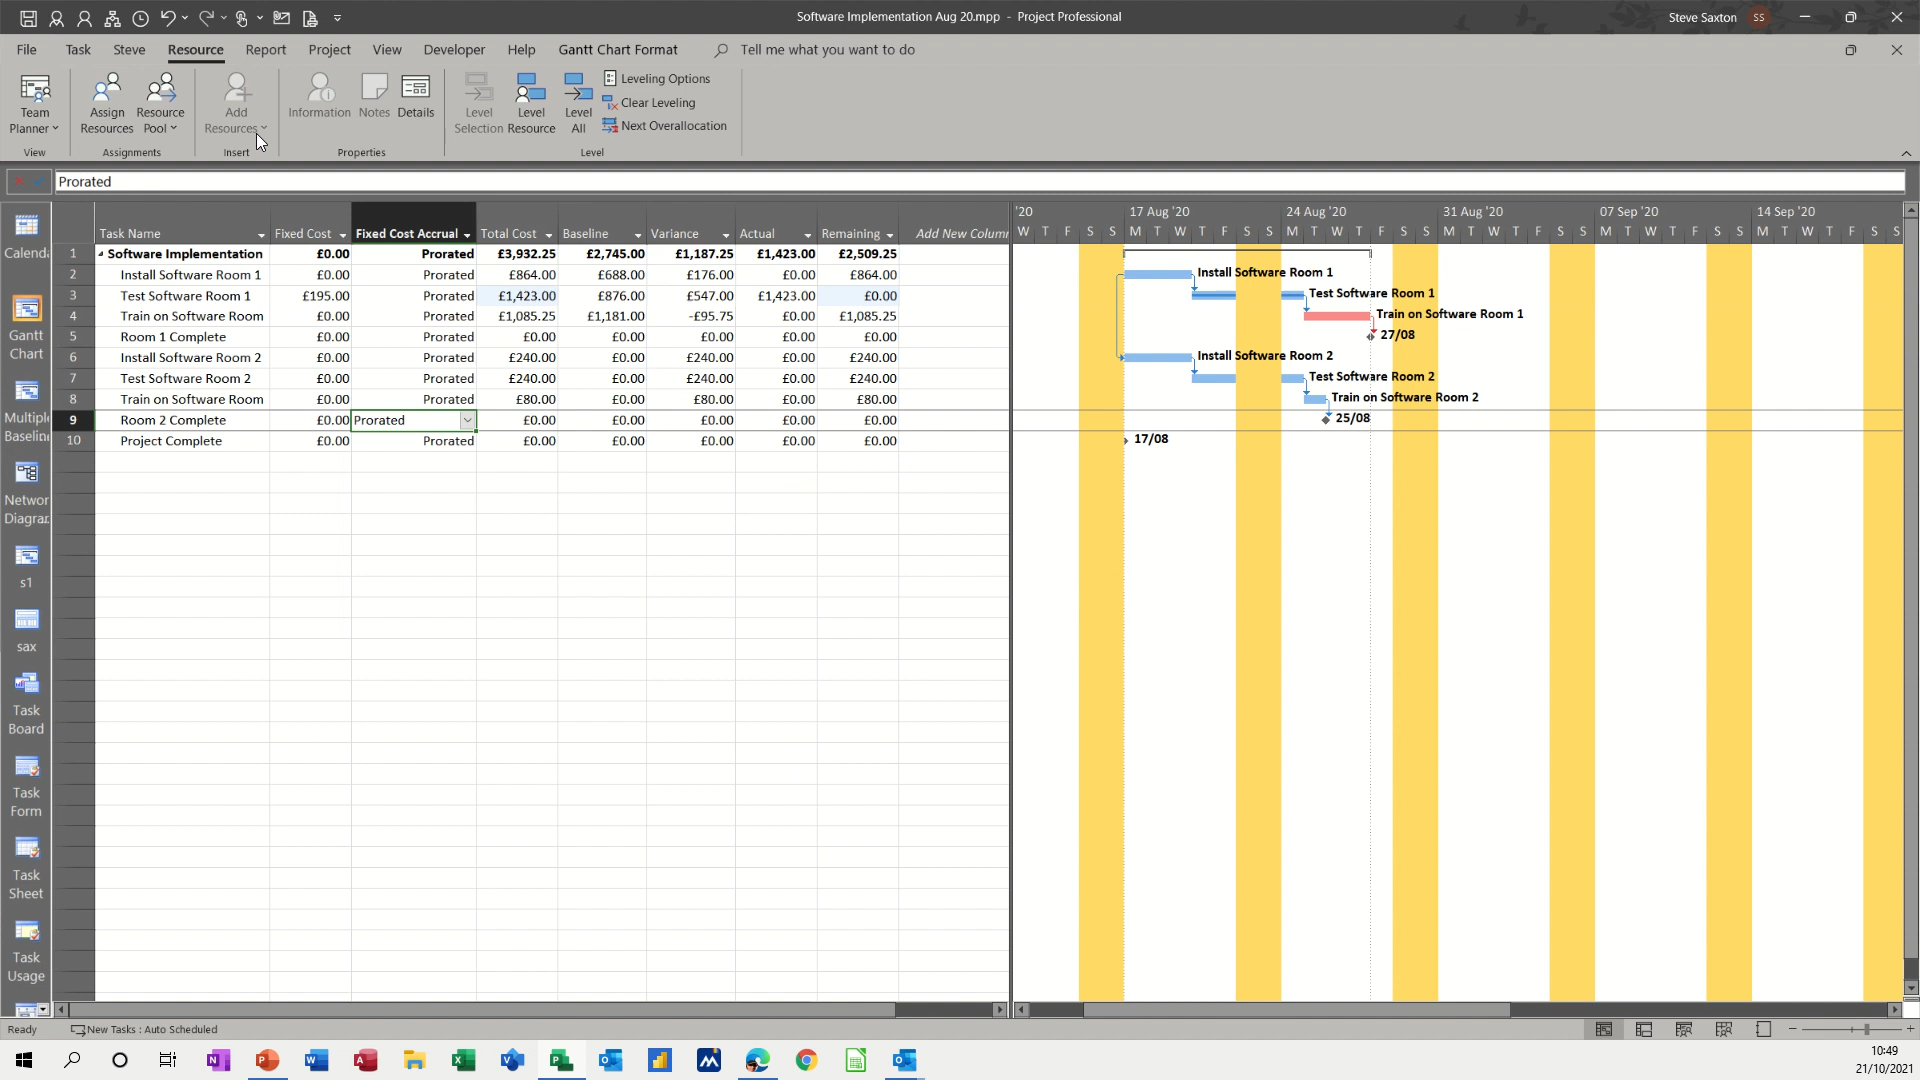 Software Implementation Aug 20.mpp - Project Professional
Steve Saxton SS
File Task Steve Resource Report Project View Developer Help Gantt Chart Format Tell me what you want to do
Team Planner
View
Assign Resources
Resource Pool
Assignments
Add Resources
Insert
Information
Notes
Details
Properties
Level Selection
Level Resource
Level All
Leveling Options
Clear Leveling
Next Overallocation
Level
Prorated
Task Name Fixed Cost Fixed Cost Accrual Total Cost Baseline Variance Actual Remaining Add New Colum
1 Software Implementation £0.00 Prorated £3,932.25 £2,745.00 £1,187.25 £1,423.00 £2,509.25
2 Install Software Room 1 £0.00 Prorated £864.00 £688.00 £176.00 £0.00 £864.00
3 Test Software Room 1 £195.00 Prorated £1,423.00 £876.00 £547.00 £1,423.00 £0.00
4 Train on Software Room £0.00 Prorated £1,085.25 £1,181.00 -£95.75 £0.00 £1,085.25
5 Room 1 Complete £0.00 Prorated £0.00 £0.00 £0.00 £0.00 £0.00
6 Install Software Room 2 £0.00 Prorated £240.00 £0.00 £240.00 £0.00 £240.00
7 Test Software Room 2 £0.00 Prorated £240.00 £0.00 £240.00 £0.00 £240.00
8 Train on Software Room £0.00 Prorated £80.00 £0.00 £80.00 £0.00 £80.00
9 Room 2 Complete £0.00 Prorated £0.00 £0.00 £0.00 £0.00 £0.00
10 Project Complete £0.00 Prorated £0.00 £0.00 £0.00 £0.00 £0.00
'20 17 Aug '20 24 Aug '20 31 Aug '20 07 Sep '20 14 Sep '20
W T F S S M T W T F S S M T W T F S S M T W T F S S M T W T F S S M T W T F S S
Install Software Room 1
Test Software Room 1
Train on Software Room 1
27/08
Install Software Room 2
Test Software Room 2
Train on Software Room 2
25/08
17/08
Calend
Gantt
Chart
Multipl
Baselin
Networ
Diagra
s1
sax
Task
Board
Task
Form
Task
Sheet
Task
Usage
Ready New Tasks : Auto Scheduled
10:49
21/10/2021